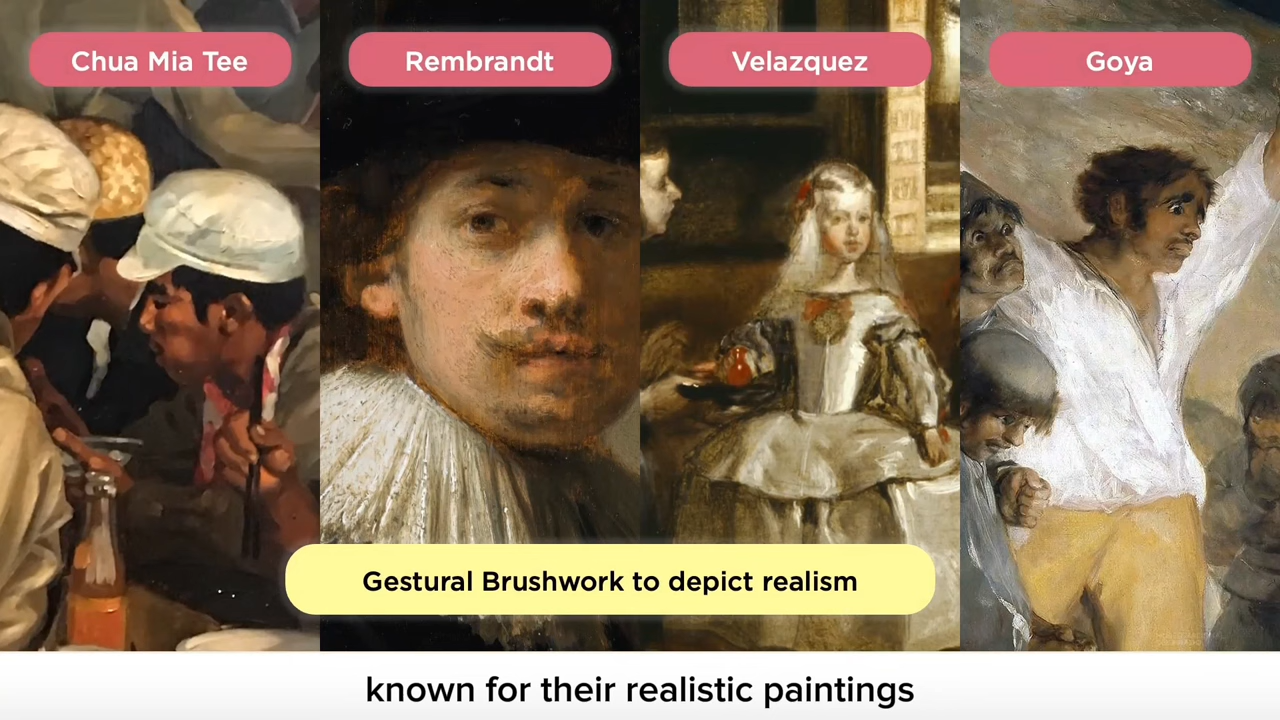 Chua Mia Tee
Rembrandt
Velazquez
Goya
Gestural Brushwork to depict realism
known for their realistic paintings